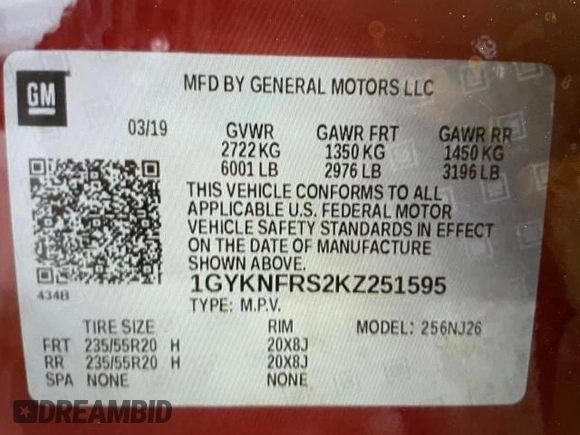 GM
MFD BY GENERAL MOTORS LLC
03/19 GVWR GAWR FRT GAWR RR
2722 KG 1350 KG 1450 KG
6001 LB 2976 LB 3196 LB
THIS VEHICLE CONFORMS TO ALL
APPLICABLE U.S. FEDERAL MOTOR
VEHICLE SAFETY STANDARDS IN EFFECT
ON THE DATE OF MANUFACTURE
SHOWN ABOVE.
434B
1GYKNFRS2KZ251595
TYPE: M.P.V.
TIRE SIZE RIM MODEL: 256NJ26
FRT 235/55R20 H 20X8J
RR 235/55R20 H 20X8J
SPA NONE NONE
DREAMBID